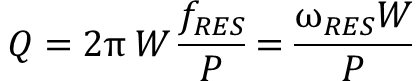 Q = 2π W f_RES / P = ω_RES W / P